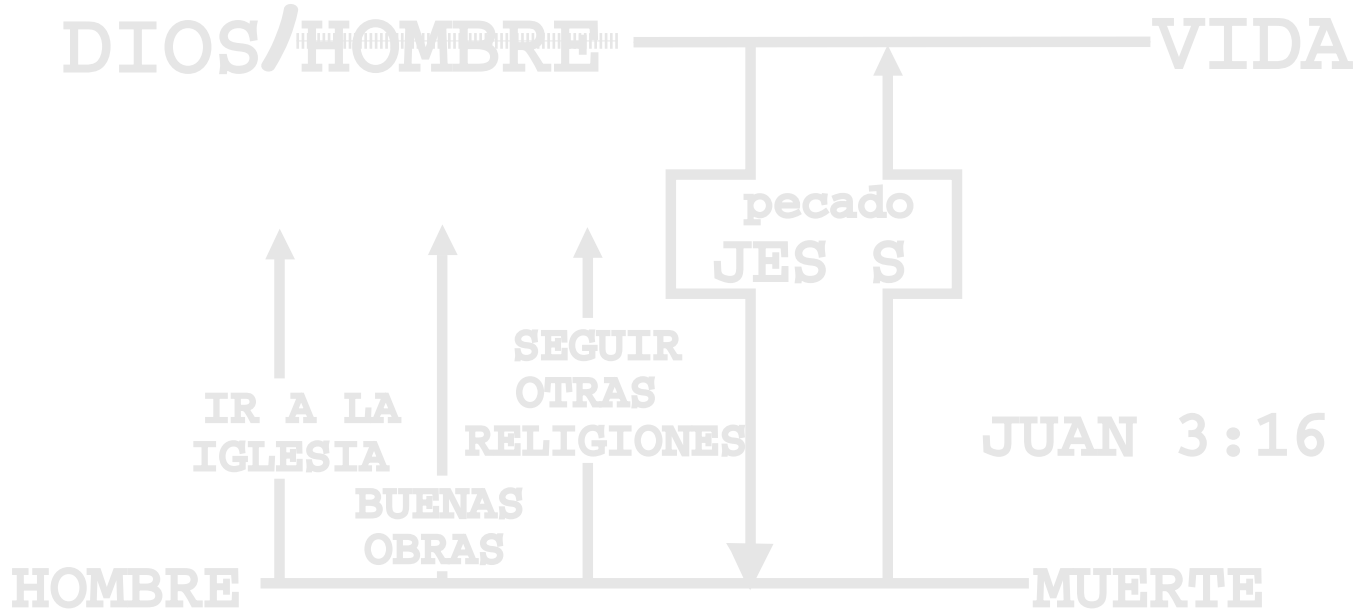 DIOS/HOMBRE
VIDA
pecado
JES S
SEGUIR
OTRAS
RELIGIONES
IR A LA
IGLESIA
JUAN 3:16
BUENAS
OBRAS
HOMBRE
MUERTE